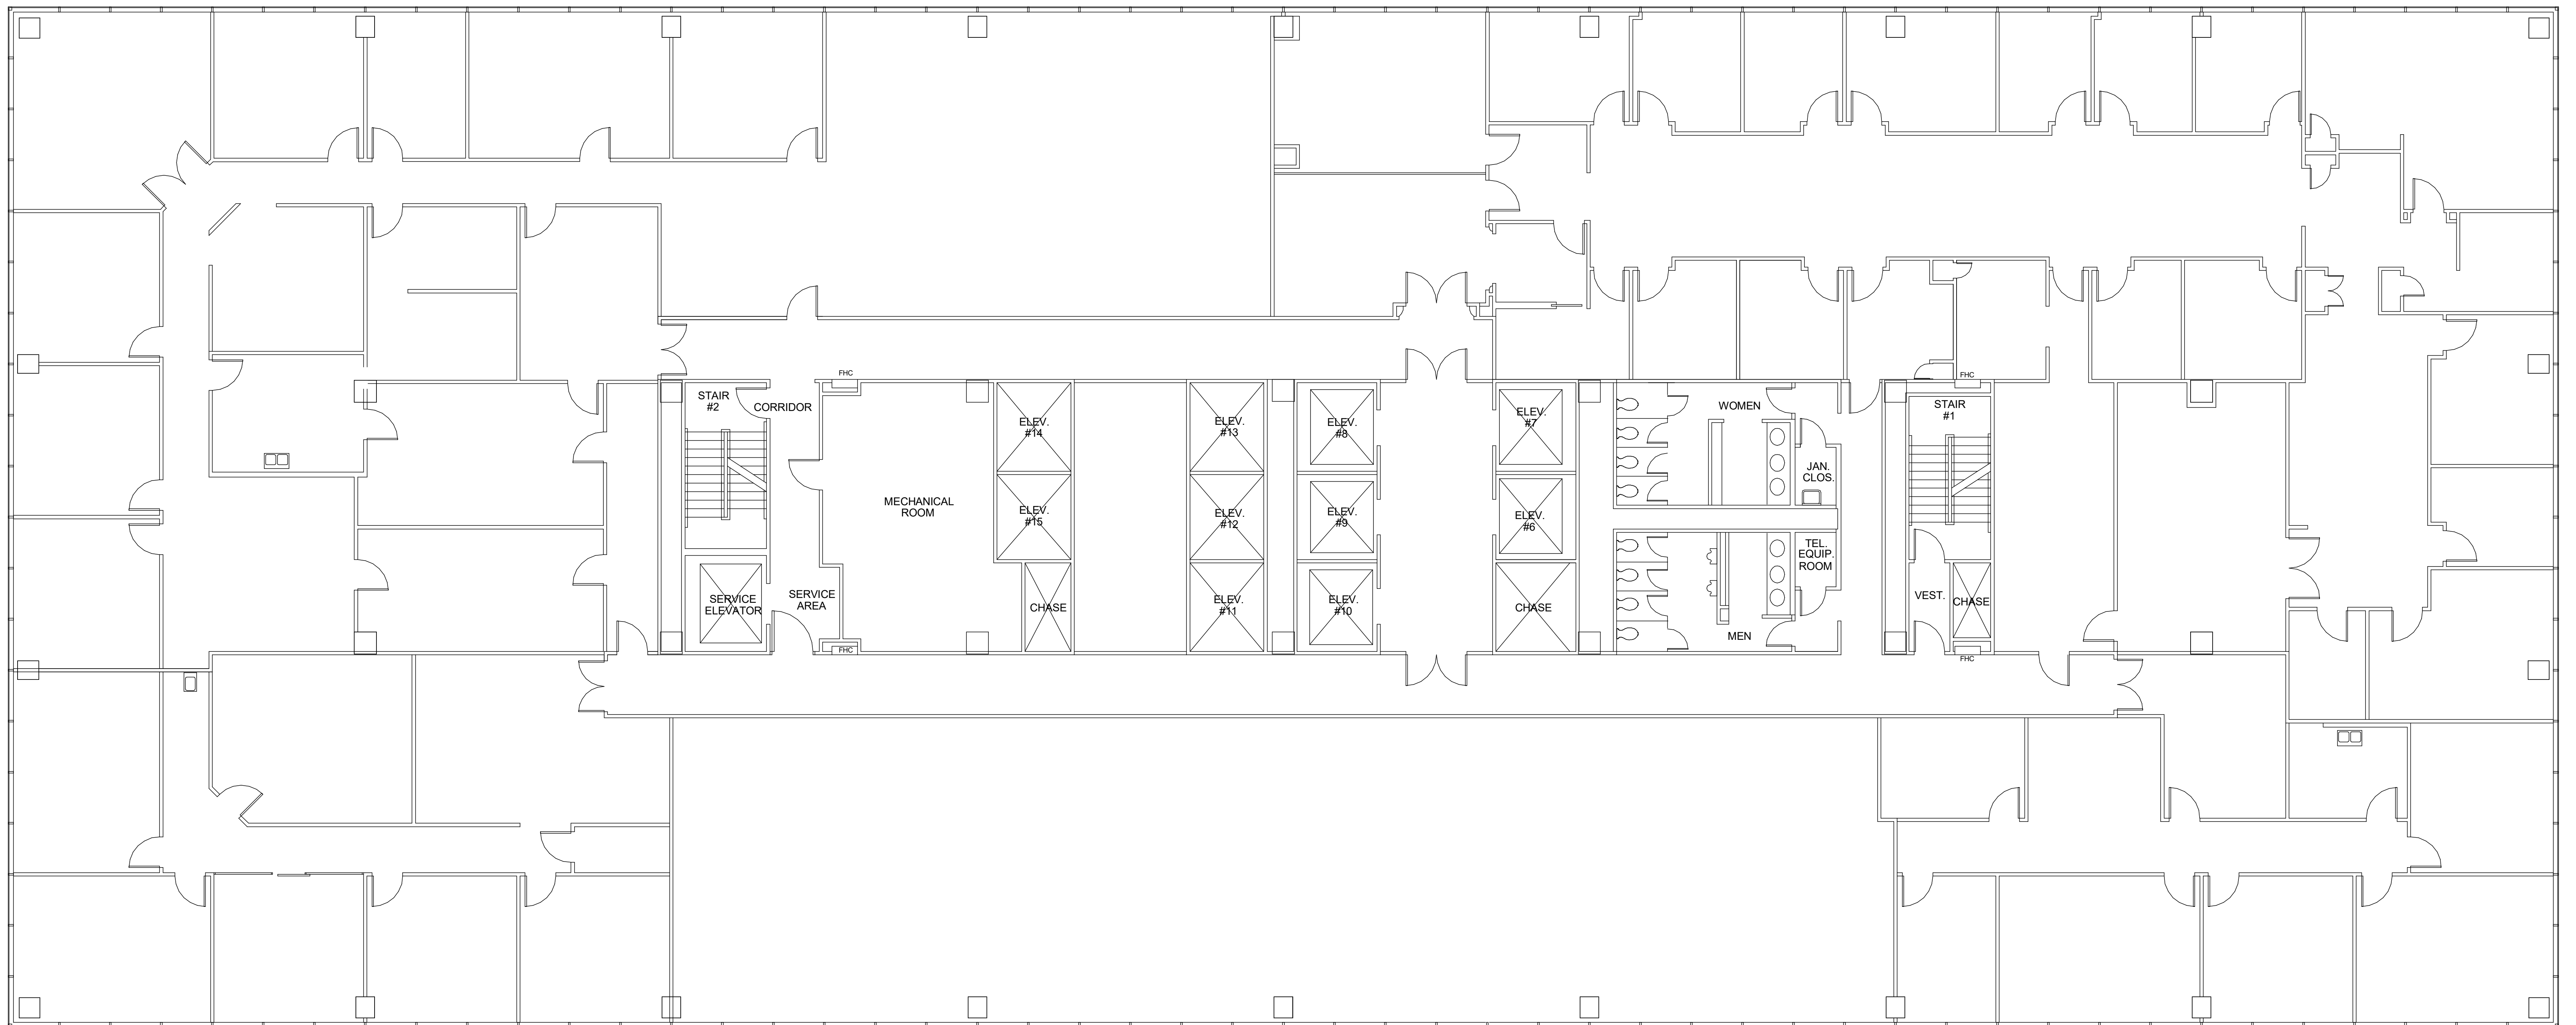 FHC
STAIR
#2
CORRIDOR
ELEV.
#14
ELEV.
#13
ELEV.
#8
ELEV.
#7
WOMEN
FHC
STAIR
#1
JAN.
CLOS.
MECHANICAL
ROOM
ELEV.
#15
ELEV.
#12
ELEV.
#9
ELEV.
#6
TEL.
EQUIP.
ROOM
SERVICE
ELEVATOR
SERVICE
AREA
CHASE
ELEV.
#11
ELEV.
#10
CHASE
VEST.
CHASE
MEN
FHC
FHC